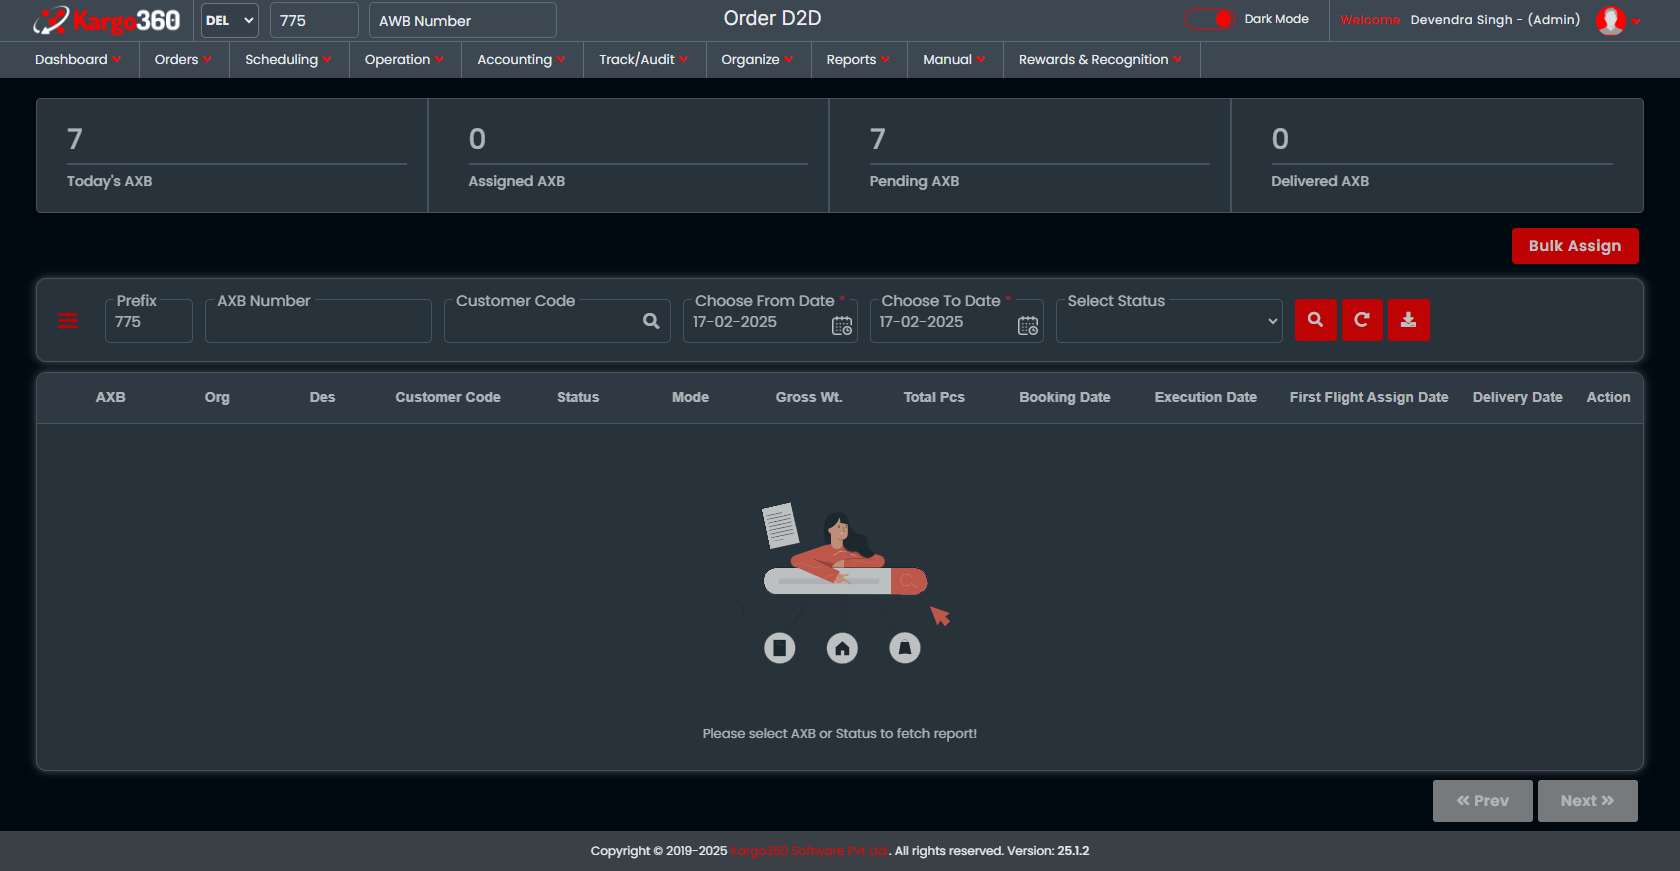 Kargo360
DEL
775
AWB Number
Order D2D
Dark Mode
Welcome
Devendra Singh - (Admin)
Dashboard
Orders
Scheduling
Operation
Accounting
Track/Audit
Organize
Reports
Manual
Rewards & Recognition
7
Today's AXB
0
Assigned AXB
7
Pending AXB
0
Delivered AXB
Bulk Assign
Prefix
775
AXB Number
Customer Code
Choose From Date *
17-02-2025
Choose To Date *
17-02-2025
Select Status
AXB
Org
Des
Customer Code
Status
Mode
Gross Wt.
Total Pcs
Booking Date
Execution Date
First Flight Assign Date
Delivery Date
Action
Please select AXB or Status to fetch report!
« Prev
Next »
Copyright © 2019-2025 Kargo360 Software Pvt Ltd . All rights reserved. Version: 25.1.2